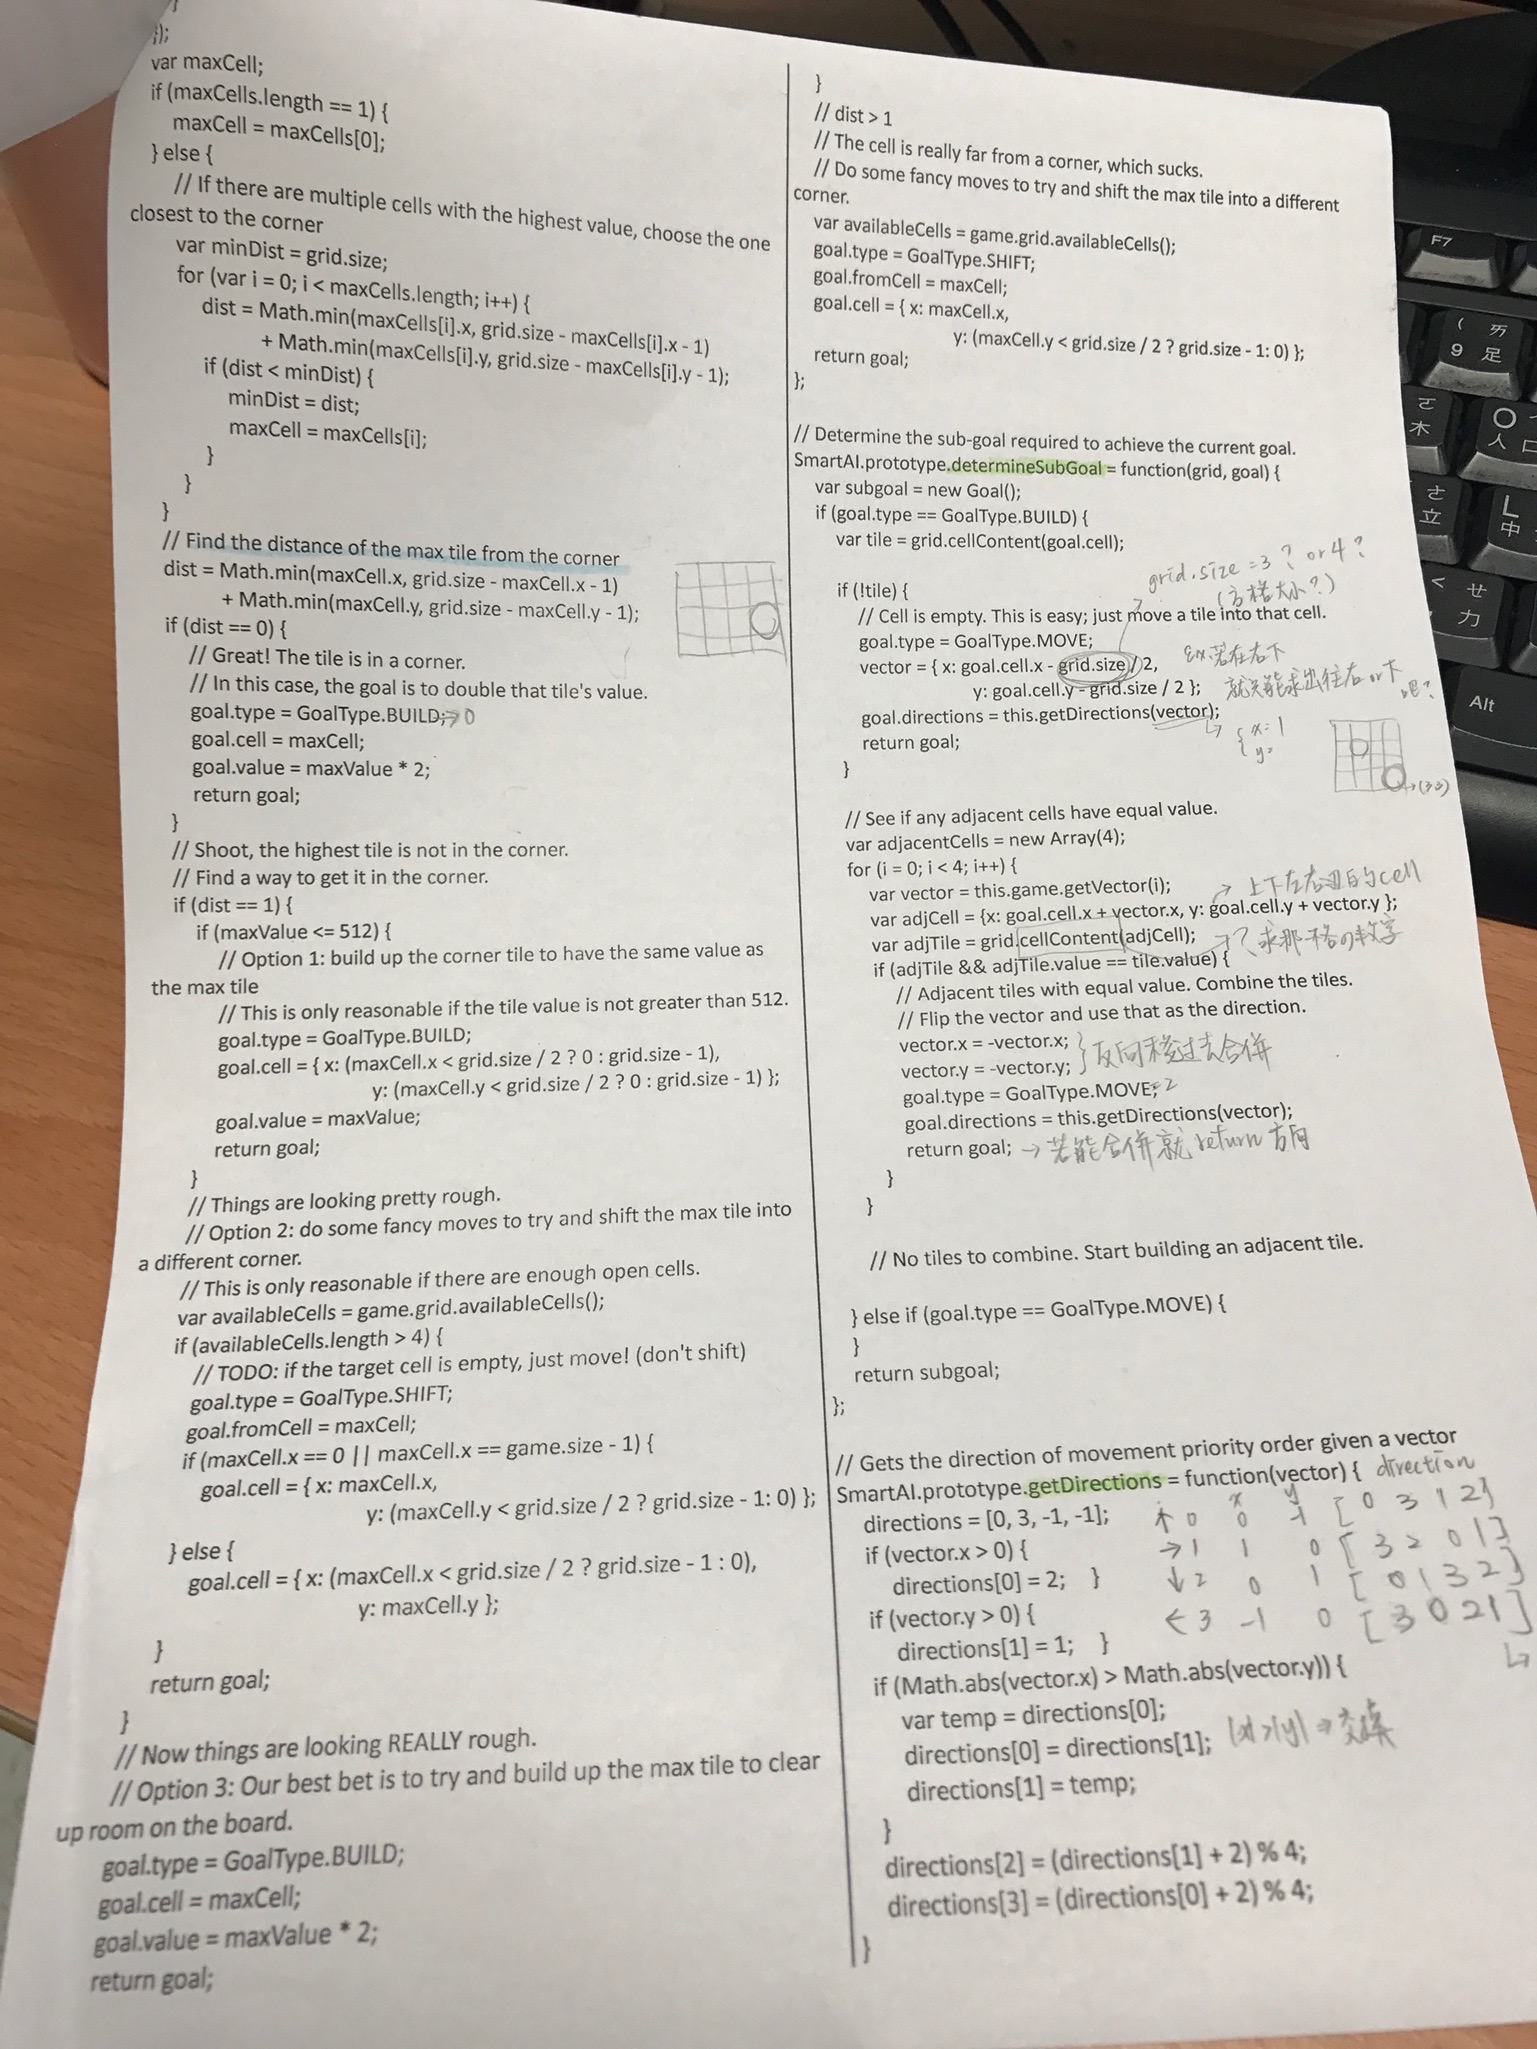 }
});
var maxCell;
if (maxCells.length == 1) {
maxCell = maxCells[0];
} else {
// If there are multiple cells with the highest value, choose the one
closest to the corner
var minDist = grid.size;
for (var i = 0; i < maxCells.length; i++) {
dist = Math.min(maxCells[i].x, grid.size - maxCells[i].x - 1)
+ Math.min(maxCells[i].y, grid.size - maxCells[i].y - 1);
if (dist < minDist) {
minDist = dist;
maxCell = maxCells[i];
}
}
}
// Find the distance of the max tile from the corner
dist = Math.min(maxCell.x, grid.size - maxCell.x - 1)
+ Math.min(maxCell.y, grid.size - maxCell.y - 1);
if (dist == 0) {
// Great! The tile is in a corner.
// In this case, the goal is to double that tile's value.
goal.type = GoalType.BUILD; → 0
goal.cell = maxCell;
goal.value = maxValue * 2;
return goal;
}
// Shoot, the highest tile is not in the corner.
// Find a way to get it in the corner.
if (dist == 1) {
if (maxValue <= 512) {
// Option 1: build up the corner tile to have the same value as
the max tile
// This is only reasonable if the tile value is not greater than 512.
goal.type = GoalType.BUILD;
goal.cell = { x: (maxCell.x < grid.size / 2 ? 0 : grid.size - 1),
y: (maxCell.y < grid.size / 2 ? 0 : grid.size - 1) };
goal.value = maxValue;
return goal;
}
// Things are looking pretty rough.
// Option 2: do some fancy moves to try and shift the max tile into
a different corner.
// This is only reasonable if there are enough open cells.
var availableCells = game.grid.availableCells();
if (availableCells.length > 4) {
// TODO: if the target cell is empty, just move! (don't shift)
goal.type = GoalType.SHIFT;
goal.fromCell = maxCell;
if (maxCell.x == 0 || maxCell.x == game.size - 1) {
goal.cell = { x: maxCell.x,
y: (maxCell.y < grid.size / 2 ? grid.size - 1: 0) };
} else {
goal.cell = { x: (maxCell.x < grid.size / 2 ? grid.size - 1 : 0),
y: maxCell.y };
}
return goal;
}
// Now things are looking REALLY rough.
// Option 3: Our best bet is to try and build up the max tile to clear
up room on the board.
goal.type = GoalType.BUILD;
goal.cell = maxCell;
goal.value = maxValue * 2;
return goal;
}
// dist > 1
// The cell is really far from a corner, which sucks.
// Do some fancy moves to try and shift the max tile into a different
corner.
var availableCells = game.grid.availableCells();
goal.type = GoalType.SHIFT;
goal.fromCell = maxCell;
goal.cell = { x: maxCell.x,
y: (maxCell.y < grid.size / 2 ? grid.size - 1: 0) };
return goal;
};
// Determine the sub-goal required to achieve the current goal.
SmartAI.prototype.determineSubGoal = function(grid, goal) {
var subgoal = new Goal();
if (goal.type == GoalType.BUILD) {
var tile = grid.cellContent(goal.cell);
grid.size = 3 ? or 4 ?
(方格大小?)
if (!tile) {
// Cell is empty. This is easy; just move a tile into that cell.
goal.type = GoalType.MOVE;
vector = { x: goal.cell.x - grid.size / 2, ex.若在右下
y: goal.cell.y - grid.size / 2 }; 就只能求出往右or下
吧?
goal.directions = this.getDirections(vector);
{ x: 1
y:
return goal;
}
→(3,3)
// See if any adjacent cells have equal value.
var adjacentCells = new Array(4);
for (i = 0; i < 4; i++) {
var vector = this.game.getVector(i); → 上下左右邊的cell
var adjCell = {x: goal.cell.x + vector.x, y: goal.cell.y + vector.y };
var adjTile = grid.cellContent(adjCell); →? 求那一格の数字
if (adjTile && adjTile.value == tile.value) {
// Adjacent tiles with equal value. Combine the tiles.
// Flip the vector and use that as the direction.
vector.x = -vector.x; } 反向移过去合併
vector.y = -vector.y;
goal.type = GoalType.MOVE; = 2
goal.directions = this.getDirections(vector);
return goal; → 若能合併就return方向
}
}
// No tiles to combine. Start building an adjacent tile.
} else if (goal.type == GoalType.MOVE) {
}
return subgoal;
};
// Gets the direction of movement priority order given a vector
SmartAI.prototype.getDirections = function(vector) { direction
x y
directions = [0, 3, -1, -1]; ↑ 0 0 -1 [ 0 3 1 2]
if (vector.x > 0) { → 1 1 0 [ 3 2 0 1]
directions[0] = 2; } ↓ 2 0 1 [ 0 1 3 2]
if (vector.y > 0) { ← 3 -1 0 [ 3 0 2 1]
directions[1] = 1; }
if (Math.abs(vector.x) > Math.abs(vector.y)) {
var temp = directions[0];
directions[0] = directions[1]; |x|>|y| ⇒ 交換
directions[1] = temp;
}
directions[2] = (directions[1] + 2) % 4;
directions[3] = (directions[0] + 2) % 4;
}
F7
( ㄞ
9 足
ㄛ
木
人
ㄜ
力
立
中
Alt